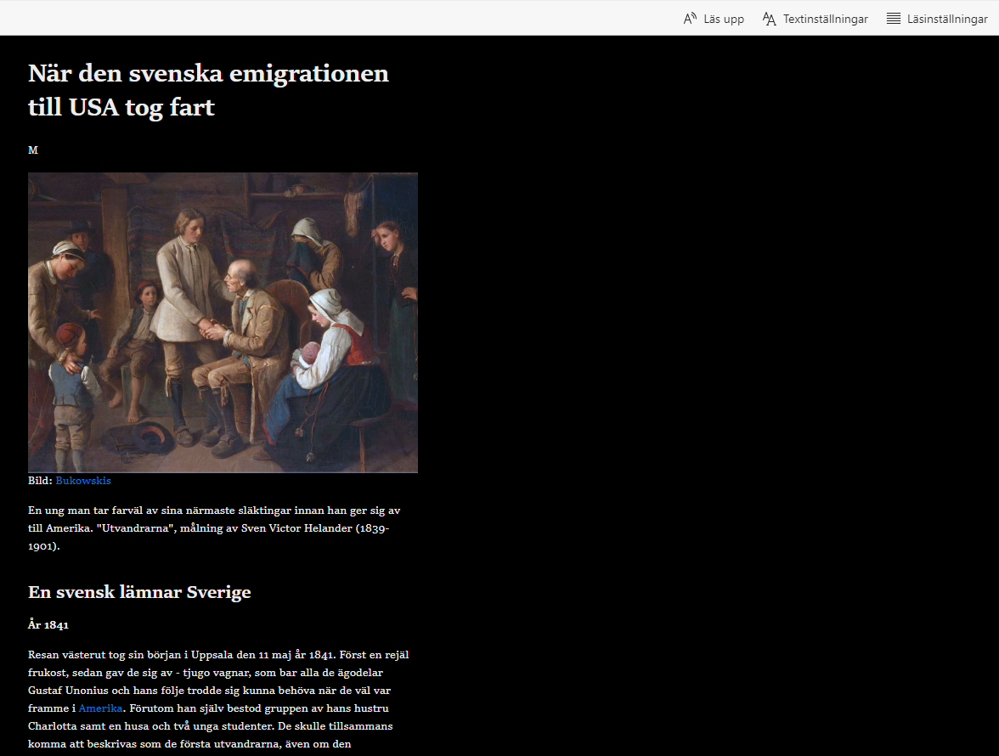 Läs upp Textinställningar Läsinställningar
När den svenska emigrationen
till USA tog fart
M
Bild: Bukowskis
En ung man tar farväl av sina närmaste släktingar innan han ger sig av
till Amerika. "Utvandrarna", målning av Sven Victor Helander (1839-
1901).
En svensk lämnar Sverige
År 1841
Resan västerut tog sin början i Uppsala den 11 maj år 1841. Först en rejäl
frukost, sedan gav de sig av - tjugo vagnar, som bar alla de ägodelar
Gustaf Unonius och hans följe trodde sig kunna behöva när de väl var
framme i Amerika. Förutom han själv bestod gruppen av hans hustru
Charlotta samt en husa och två unga studenter. De skulle tillsammans
komma att beskrivas som de första utvandrarna, även om den